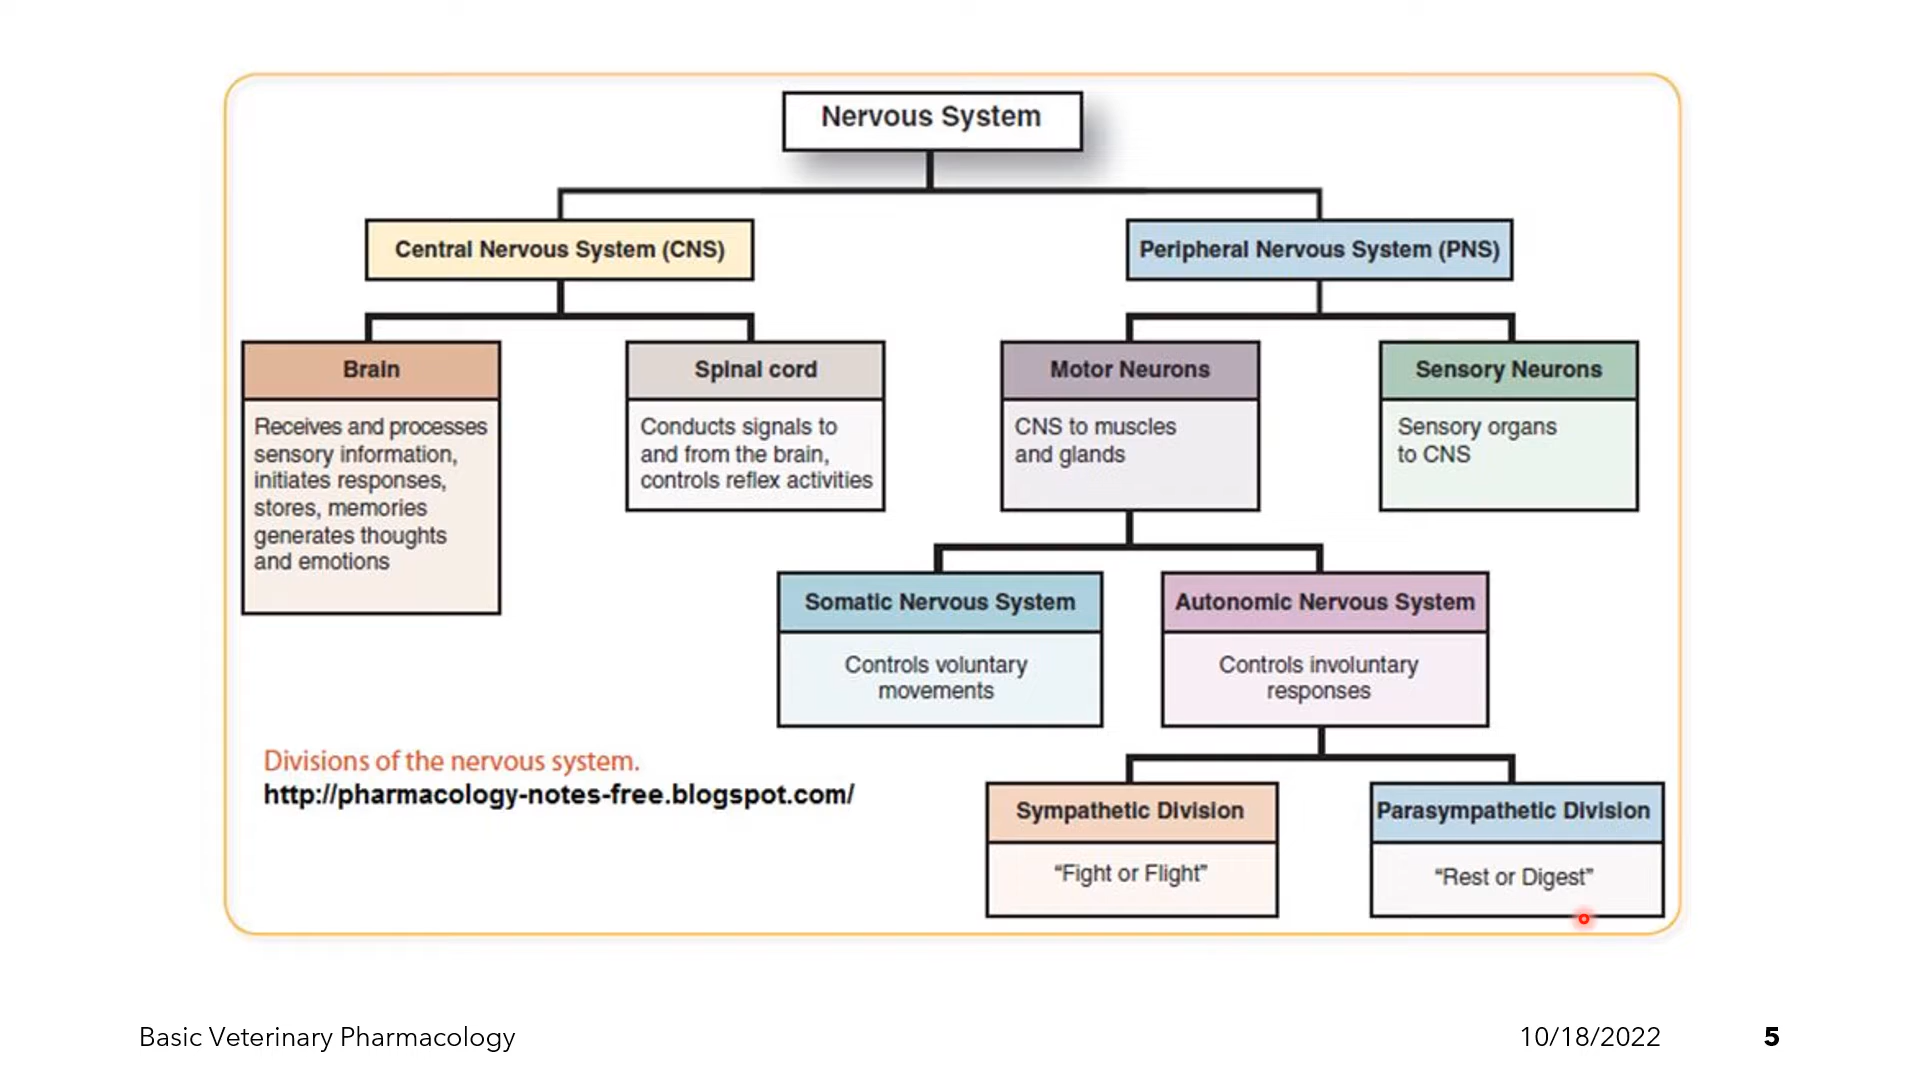 Nervous System
Central Nervous System (CNS)
Peripheral Nervous System (PNS)
Brain
Receives and processes
sensory information,
initiates responses,
stores, memories
generates thoughts
and emotions
Spinal cord
Conducts signals to
and from the brain,
controls reflex activities
Motor Neurons
CNS to muscles
and glands
Sensory Neurons
Sensory organs
to CNS
Somatic Nervous System
Controls voluntary
movements
Autonomic Nervous System
Controls involuntary
responses
Sympathetic Division
“Fight or Flight”
Parasympathetic Division
“Rest or Digest”
Divisions of the nervous system.
http://pharmacology-notes-free.blogspot.com/
Basic Veterinary Pharmacology
10/18/2022
5